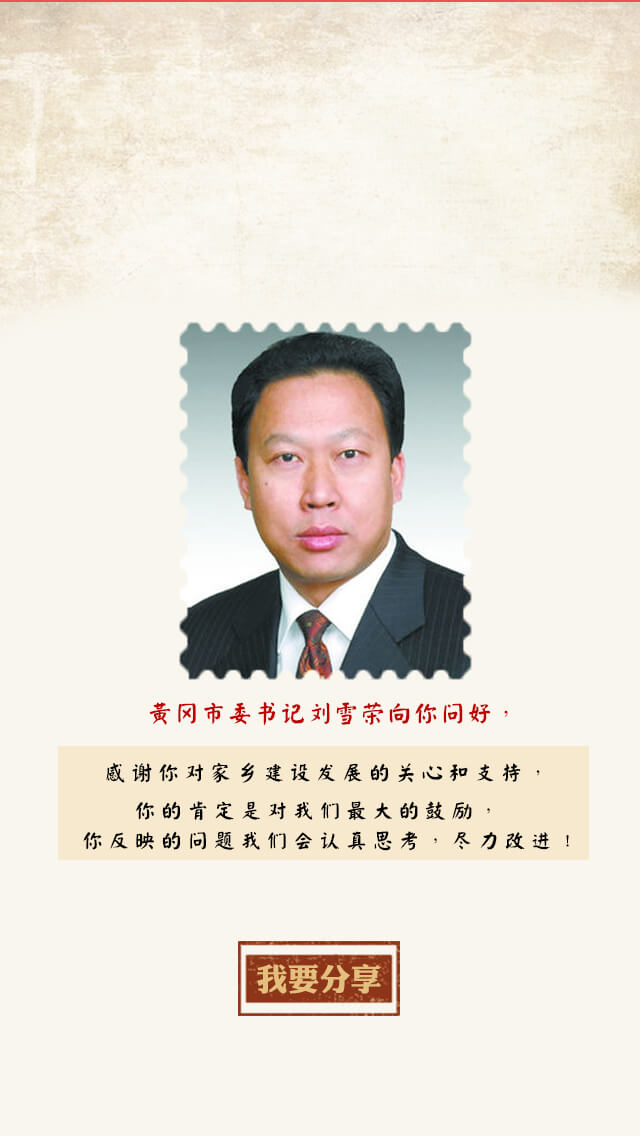 黄冈市委书记刘雪荣向你问好，
感谢你对家乡建设发展的关心和支持，
你的肯定是对我们最大的鼓励，
你反映的问题我们会认真思考，尽力改进！
我要分享